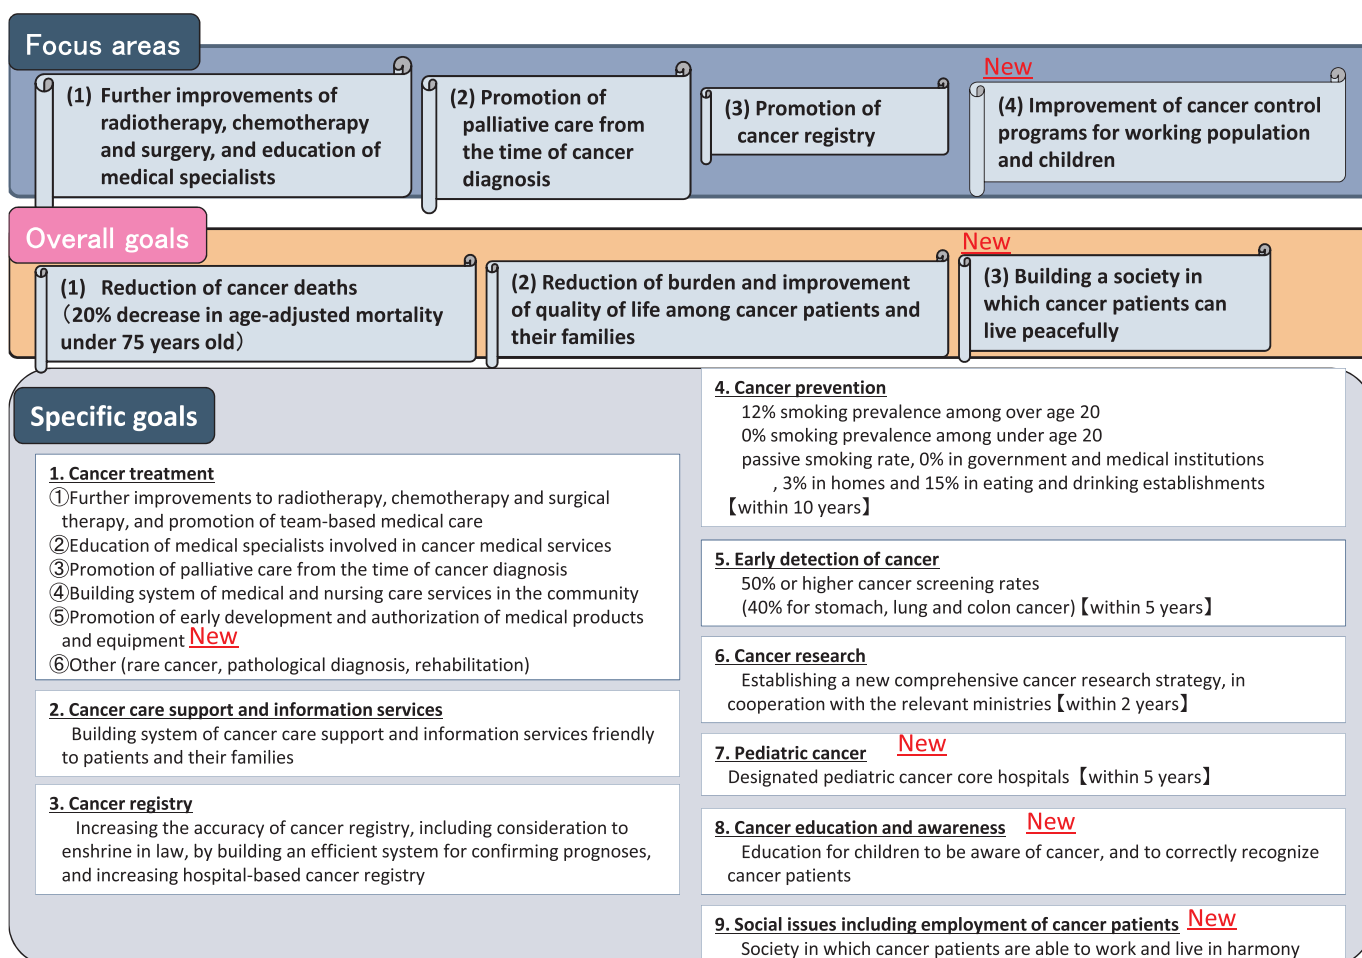 Focus areas
(1) Further improvements of
radiotherapy, chemotherapy
and surgery, and education of
medical specialists
(2) Promotion of
palliative care from
the time of cancer
diagnosis
(3) Promotion of
cancer registry
New
(4) Improvement of cancer control
programs for working population
and children
Overall goals
(1) Reduction of cancer deaths
（20% decrease in age-adjusted mortality
under 75 years old）
(2) Reduction of burden and improvement
of quality of life among cancer patients and
their families
New
(3) Building a society in
which cancer patients can
live peacefully
Specific goals
1. Cancer treatment
①Further improvements to radiotherapy, chemotherapy and surgical
therapy, and promotion of team-based medical care
②Education of medical specialists involved in cancer medical services
③Promotion of palliative care from the time of cancer diagnosis
④Building system of medical and nursing care services in the community
⑤Promotion of early development and authorization of medical products
and equipment New
⑥Other (rare cancer, pathological diagnosis, rehabilitation)
2. Cancer care support and information services
Building system of cancer care support and information services friendly
to patients and their families
3. Cancer registry
Increasing the accuracy of cancer registry, including consideration to
enshrine in law, by building an efficient system for confirming prognoses,
and increasing hospital-based cancer registry
4. Cancer prevention
12% smoking prevalence among over age 20
0% smoking prevalence among under age 20
passive smoking rate, 0% in government and medical institutions
, 3% in homes and 15% in eating and drinking establishments
【within 10 years】
5. Early detection of cancer
50% or higher cancer screening rates
(40% for stomach, lung and colon cancer)【within 5 years】
6. Cancer research
Establishing a new comprehensive cancer research strategy, in
cooperation with the relevant ministries【within 2 years】
7. Pediatric cancer New
Designated pediatric cancer core hospitals【within 5 years】
8. Cancer education and awareness New
Education for children to be aware of cancer, and to correctly recognize
cancer patients
9. Social issues including employment of cancer patients New
Society in which cancer patients are able to work and live in harmony